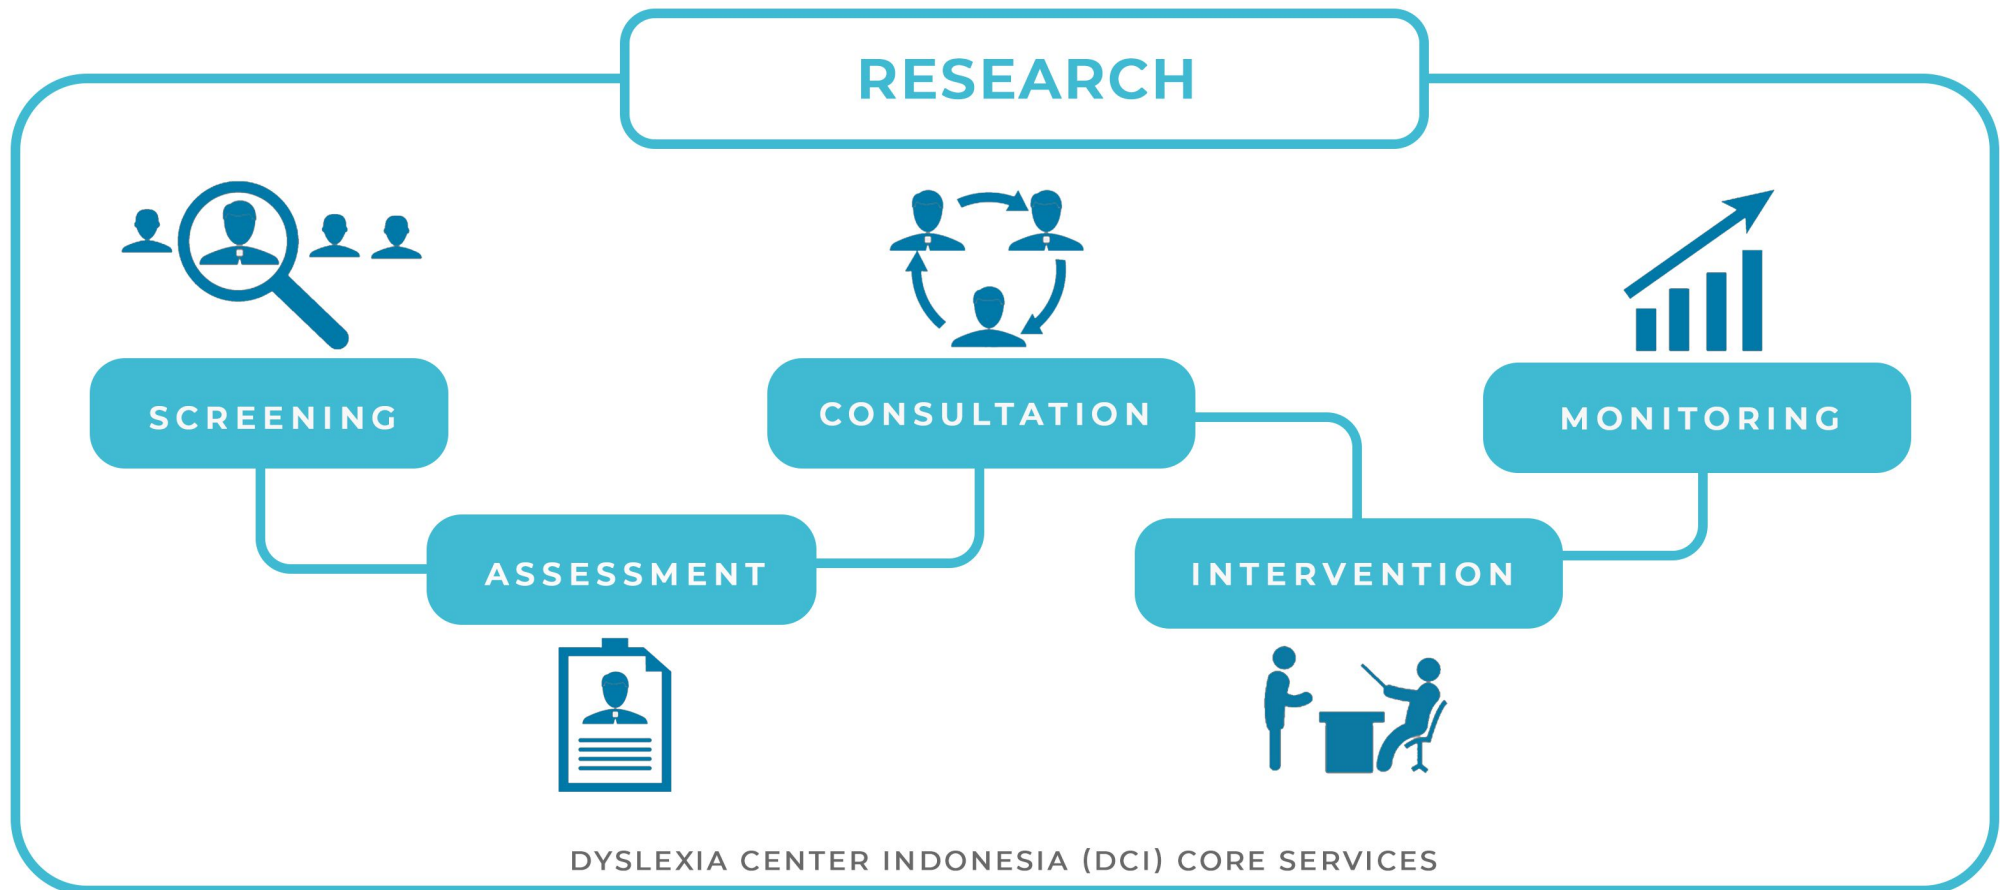 RESEARCH
SCREENING
ASSESSMENT
CONSULTATION
INTERVENTION
MONITORING
DYSLEXIA CENTER INDONESIA (DCI) CORE SERVICES